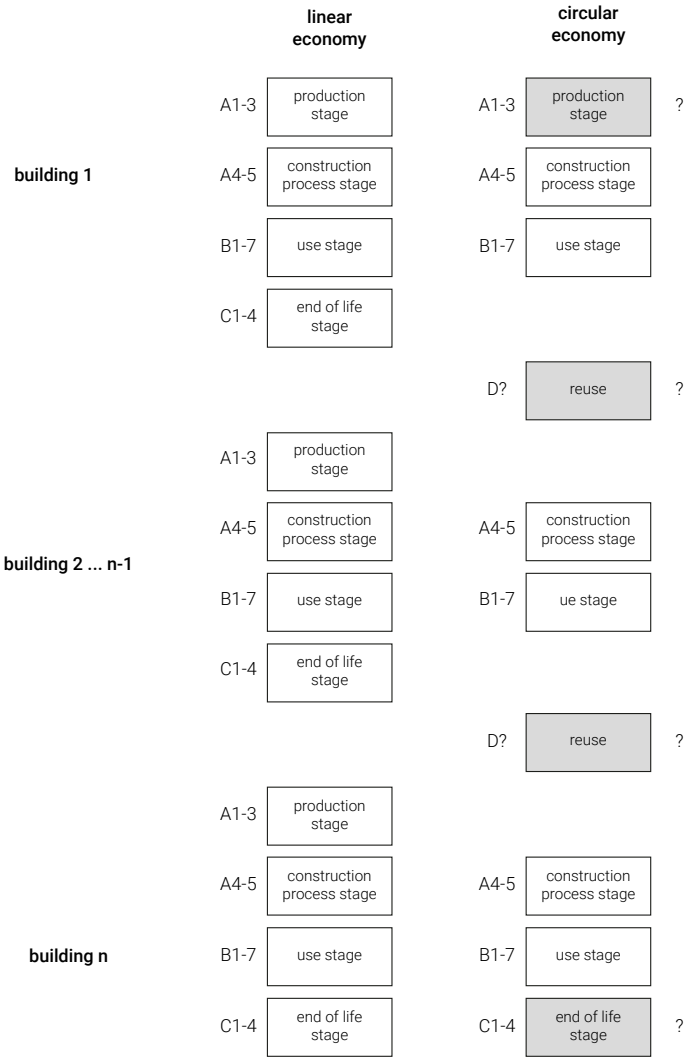 linear
economy
circular
economy
A1-3
production
stage
A1-3
production
stage
?
building 1
A4-5
construction
process stage
A4-5
construction
process stage
B1-7
use stage
B1-7
use stage
C1-4
end of life
stage
D?
reuse
?
A1-3
production
stage
building 2 ... n-1
A4-5
construction
process stage
A4-5
construction
process stage
B1-7
use stage
B1-7
ue stage
C1-4
end of life
stage
D?
reuse
?
A1-3
production
stage
A4-5
construction
process stage
A4-5
construction
process stage
building n
B1-7
use stage
B1-7
use stage
C1-4
end of life
stage
C1-4
end of life
stage
?